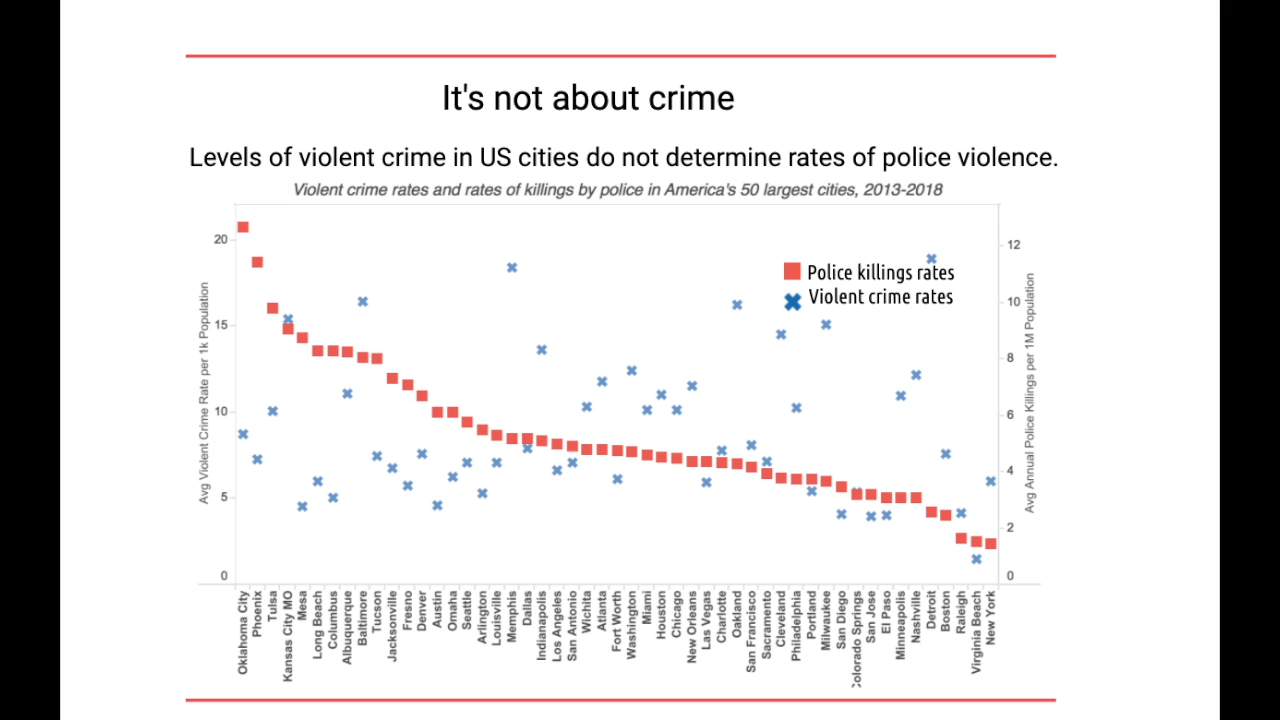 It's not about crime
Levels of violent crime in US cities do not determine rates of police violence.
Violent crime rates and rates of killings by police in America's 50 largest cities, 2013-2018
Avg Violent Crime Rate per 1k Population
20
15
10
5
0
Police killings rates
Violent crime rates
12
10
8
6
4
2
0
Avg Annual Police Killings per 1M Population
Oklahoma City
Phoenix
Tulsa
Kansas City MO
Mesa
Long Beach
Columbus
Albuquerque
Baltimore
Tucson
Jacksonville
Fresno
Denver
Austin
Omaha
Seattle
Arlington
Louisville
Memphis
Dallas
Indianapolis
Los Angeles
San Antonio
Wichita
Atlanta
Fort Worth
Washington
Miami
Houston
Chicago
New Orleans
Las Vegas
Charlotte
Oakland
San Francisco
Sacramento
Cleveland
Philadelphia
Portland
Milwaukee
San Diego
Colorado Springs
San Jose
El Paso
Minneapolis
Nashville
Detroit
Boston
Raleigh
Virginia Beach
New York